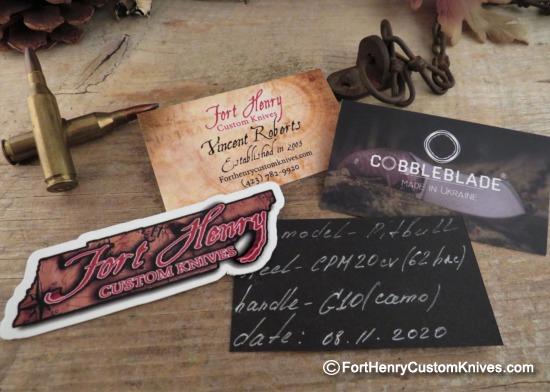 Fort Henry
Custom Knives
Vincent Roberts
Established in 2005
Forthenrycustomknives.com
(423) 782-9920
COBBLEBLADE
MADE IN UKRAINE
Fort Henry
CUSTOM KNIVES
model - Pitbull
steel - CPM20cv (62 hrc)
handle - G10 (camo)
date: 08.11.2020
©FortHenryCustomKnives.com